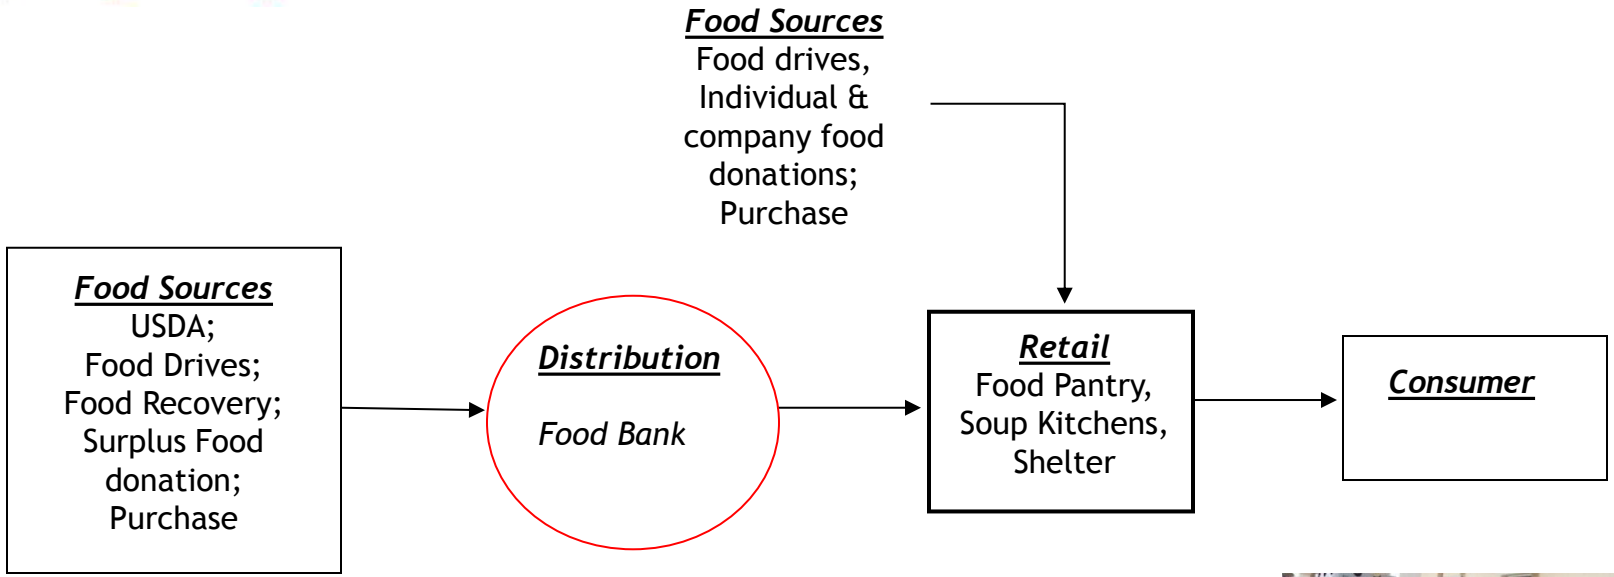 Food Sources
Food drives,
Individual &
company food
donations;
Purchase
Food Sources
USDA;
Food Drives;
Food Recovery;
Surplus Food
donation;
Purchase
Distribution
Food Bank
Retail
Food Pantry,
Soup Kitchens,
Shelter
Consumer